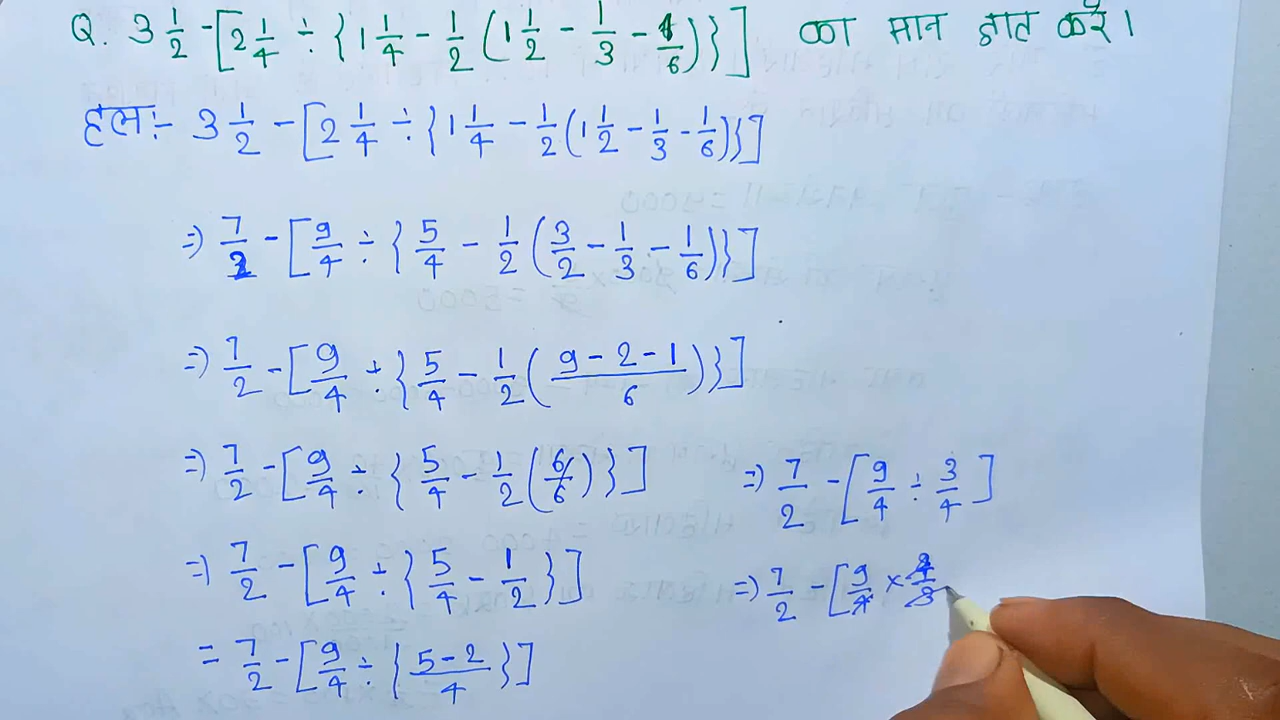 Q. 3 1/2 - [2 1/4 ÷ {1 1/4 - 1/2 (1 1/2 - 1/3 - 1/6)}] का मान ज्ञात करें।
हलः- 3 1/2 - [2 1/4 ÷ {1 1/4 - 1/2 (1 1/2 - 1/3 - 1/6)}]
=> 7/2 - [9/4 ÷ {5/4 - 1/2 (3/2 - 1/3 - 1/6)}]
=> 7/2 - [9/4 ÷ {5/4 - 1/2 ((9-2-1)/6)}]
=> 7/2 - [9/4 ÷ {5/4 - 1/2 (6/6)}]
=> 7/2 - [9/4 ÷ {5/4 - 1/2}]
= 7/2 - [9/4 ÷ {(5-2)/4}]
=> 7/2 - [9/4 ÷ 3/4]
=> 7/2 - [9/4 × 4/3